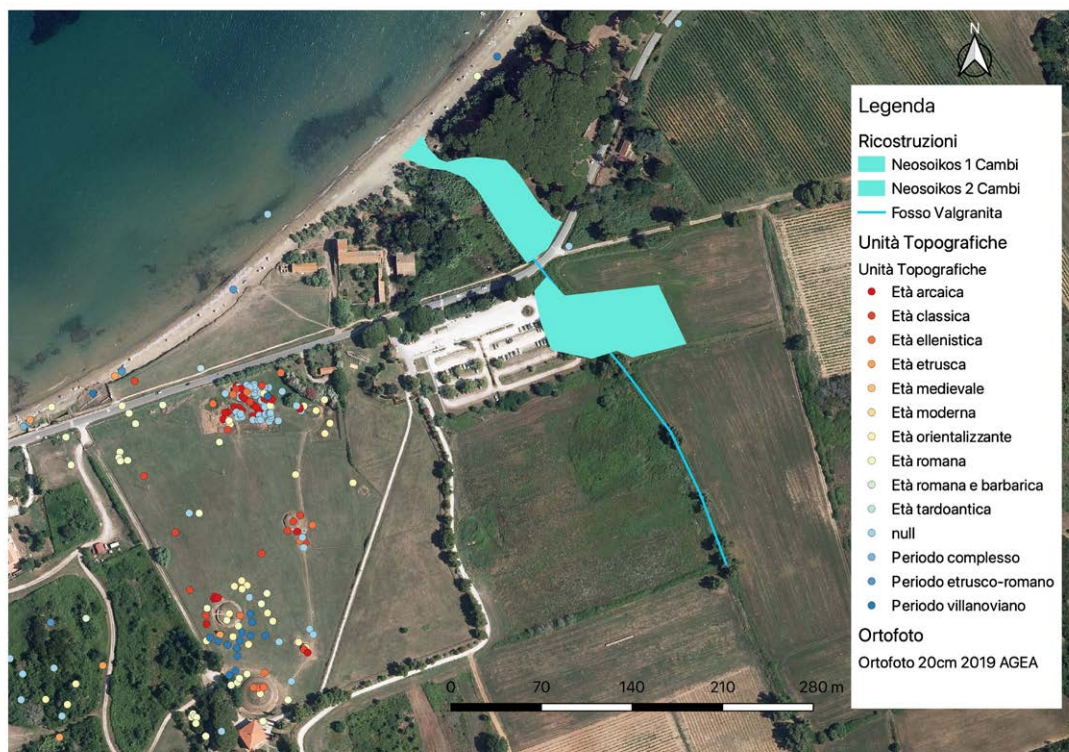 N
Legenda
Ricostruzioni
Neosoikos 1 Cambi
Neosoikos 2 Cambi
Fosso Valgranita
Unità Topografiche
Unità Topografiche
Età arcaica
Età classica
Età ellenistica
Età etrusca
Età medievale
Età moderna
Età orientalizzante
Età romana
Età romana e barbarica
Età tardoantica
null
Periodo complesso
Periodo etrusco-romano
Periodo villanoviano
Ortofoto
Ortofoto 20cm 2019 AGEA
0 70 140 210 280 m